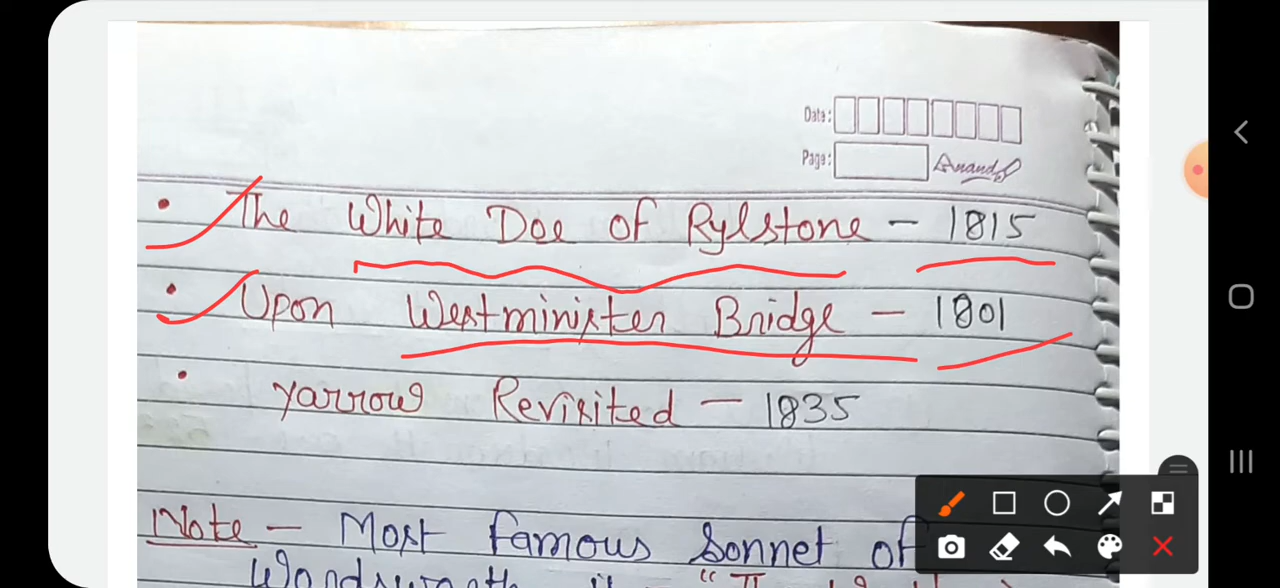 Date:
Page: Anand
• The White Doe of Rylstone - 1815
• Upon Westminister Bridge - 1801
• Yarrow Revisited - 1835
Note - Most famous Sonnet of